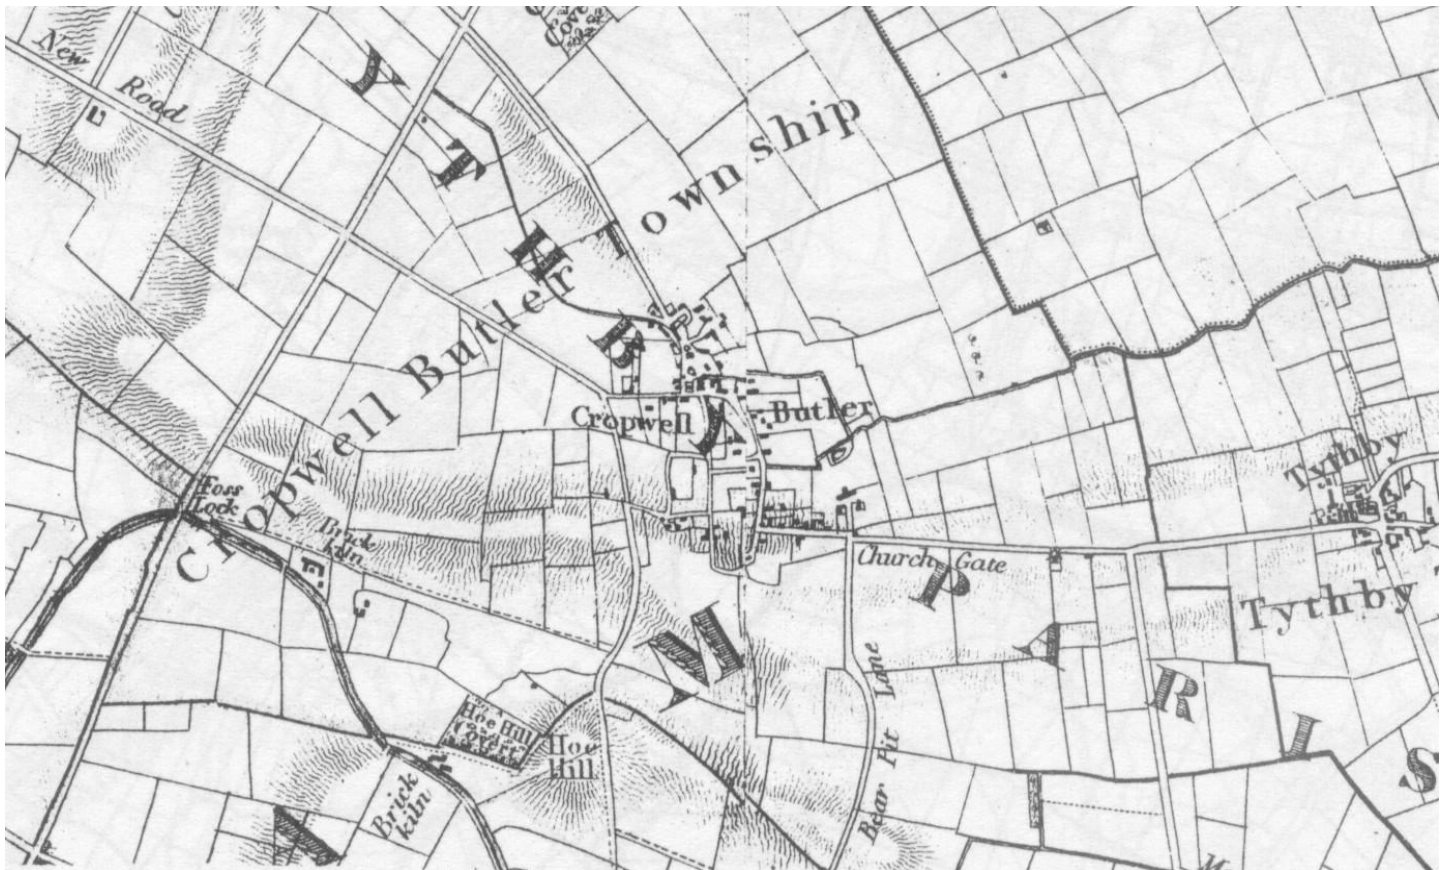 New
Road
Cove
Township
Cropwell Butler
Cropwell Butler
Tythby
Foss
Lock
Brick
kiln
Church Gate
Tythby T
Hoe Hill
Covert
Hoe
Hill
Bear Pit Lane
Brick
kiln
M
P A R I S